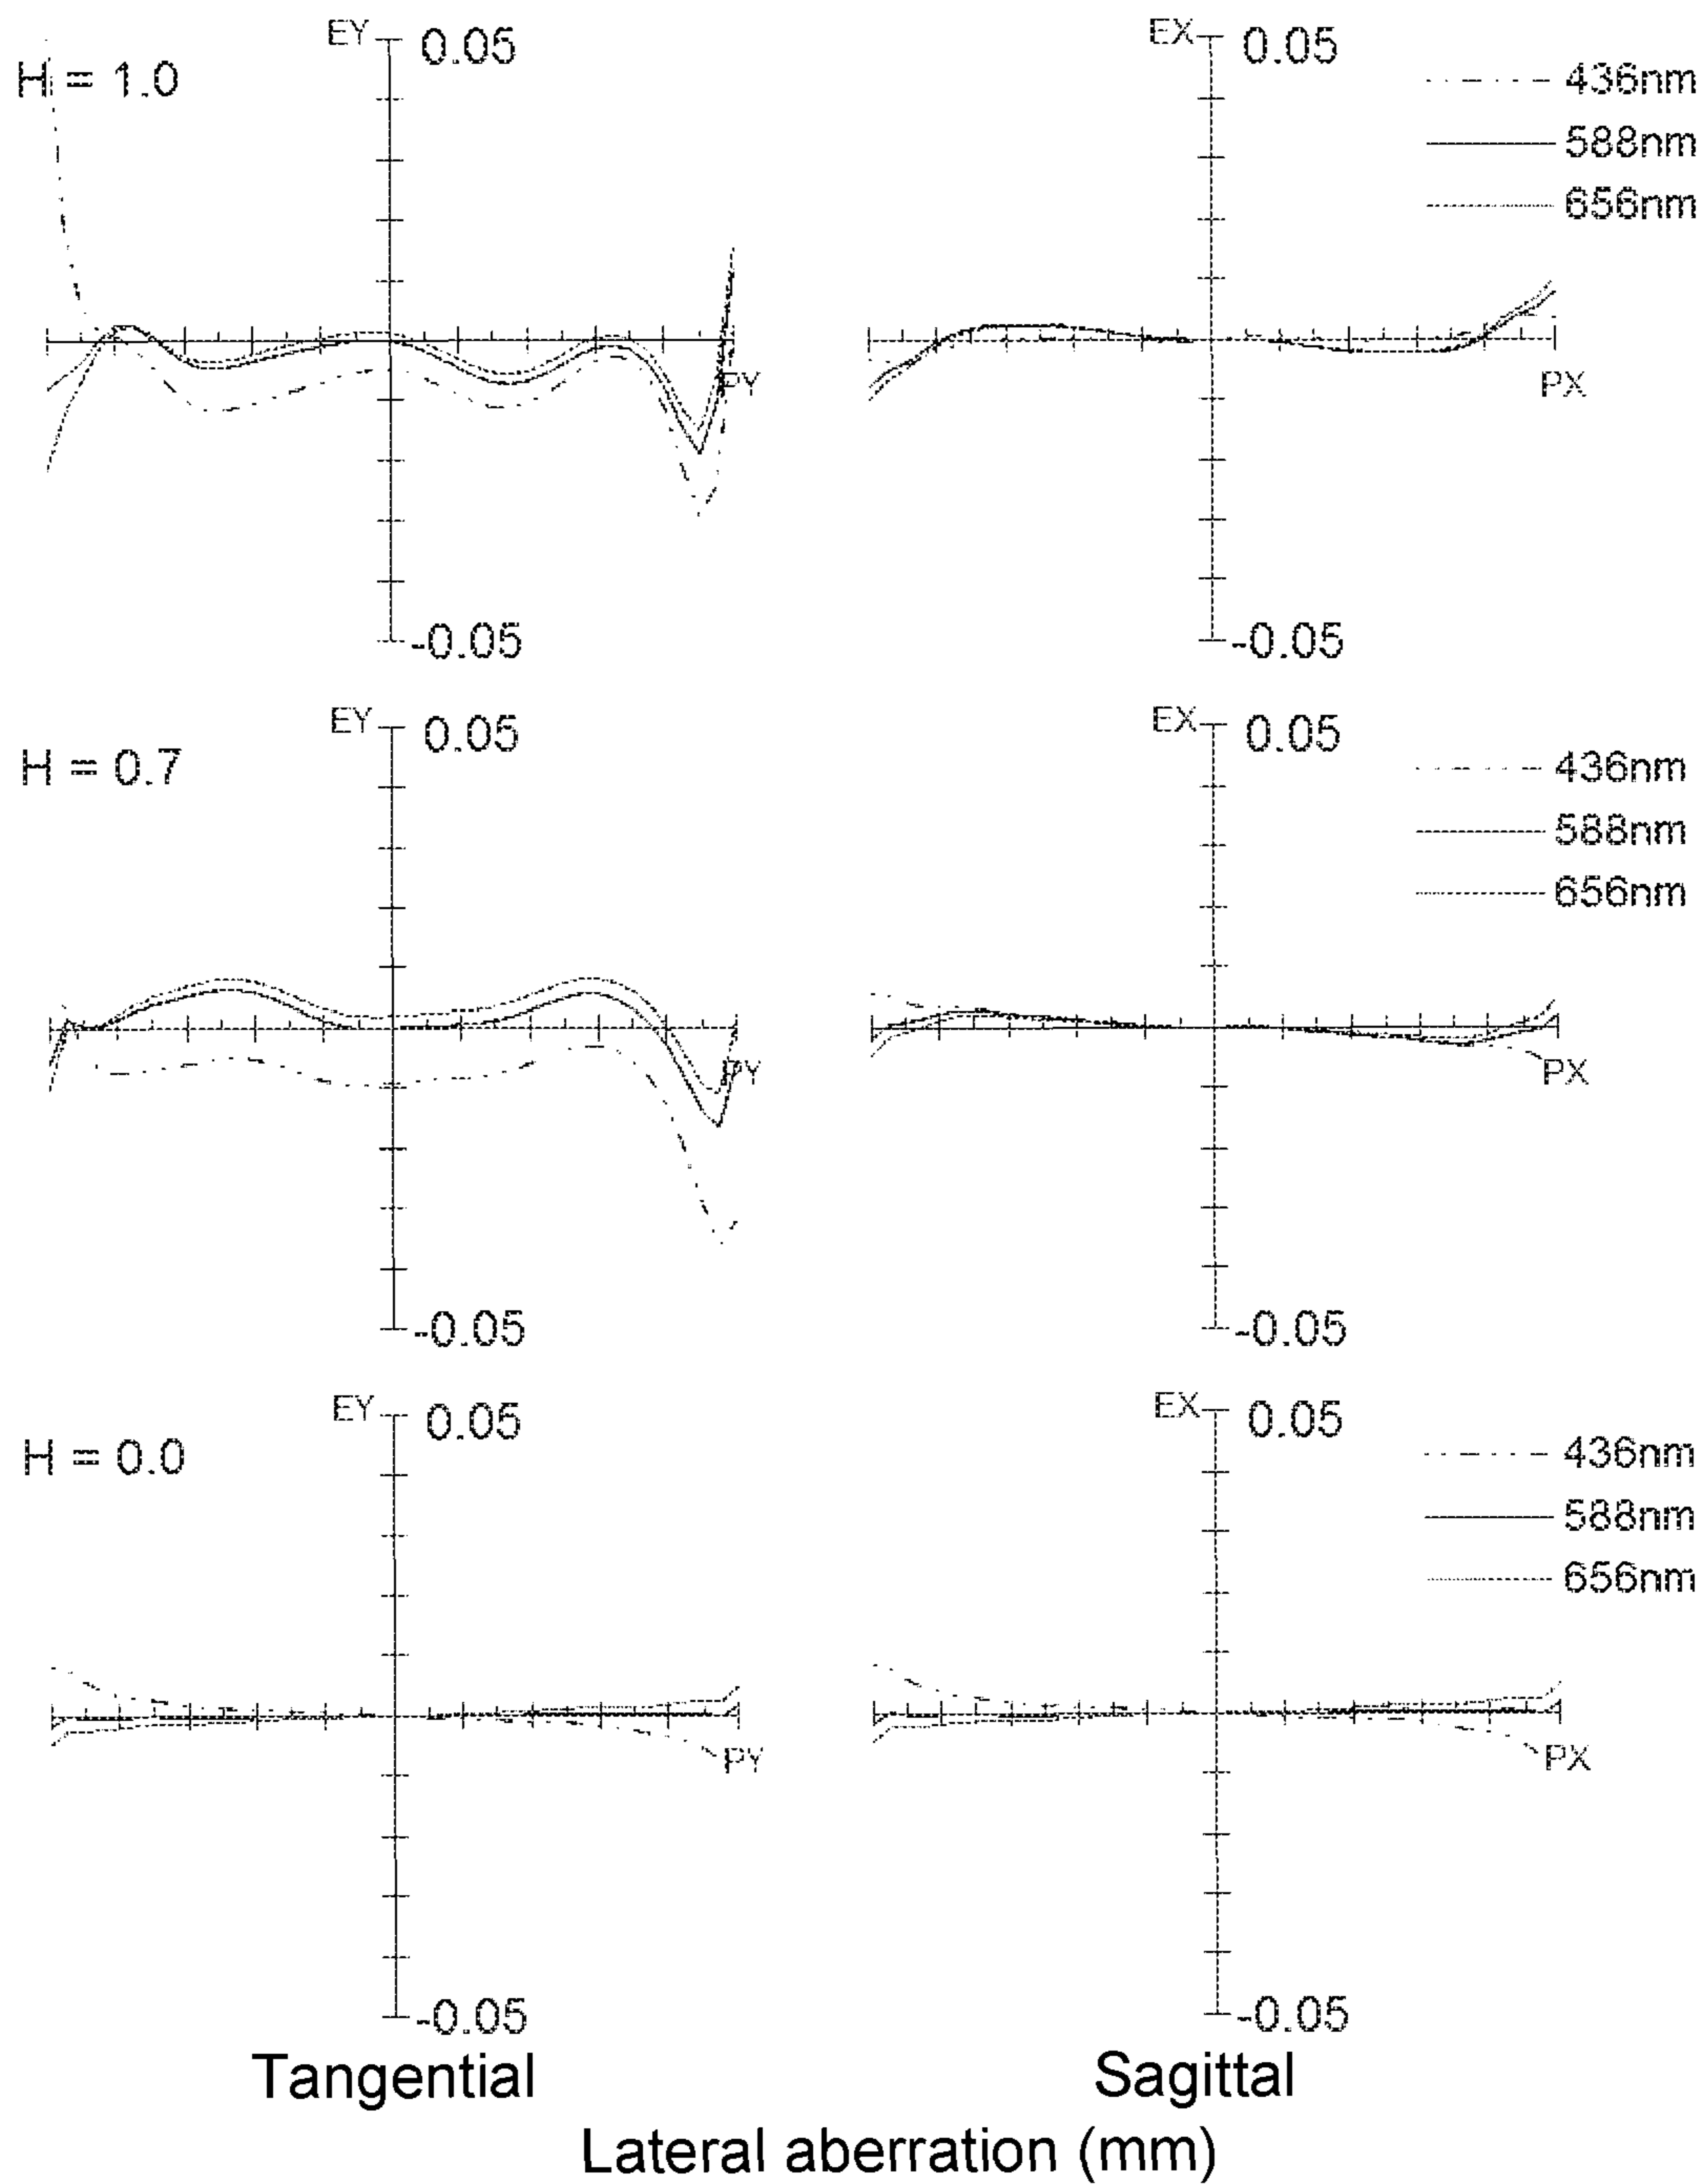 EY 0.05
H = 1.0
PY
-0.05
EX 0.05
436nm
588nm
656nm
PX
-0.05
EY 0.05
H = 0.7
PY
-0.05
EX 0.05
436nm
588nm
656nm
PX
-0.05
EY 0.05
H = 0.0
PY
-0.05
EX 0.05
436nm
588nm
656nm
PX
-0.05
Tangential
Sagittal
Lateral aberration (mm)